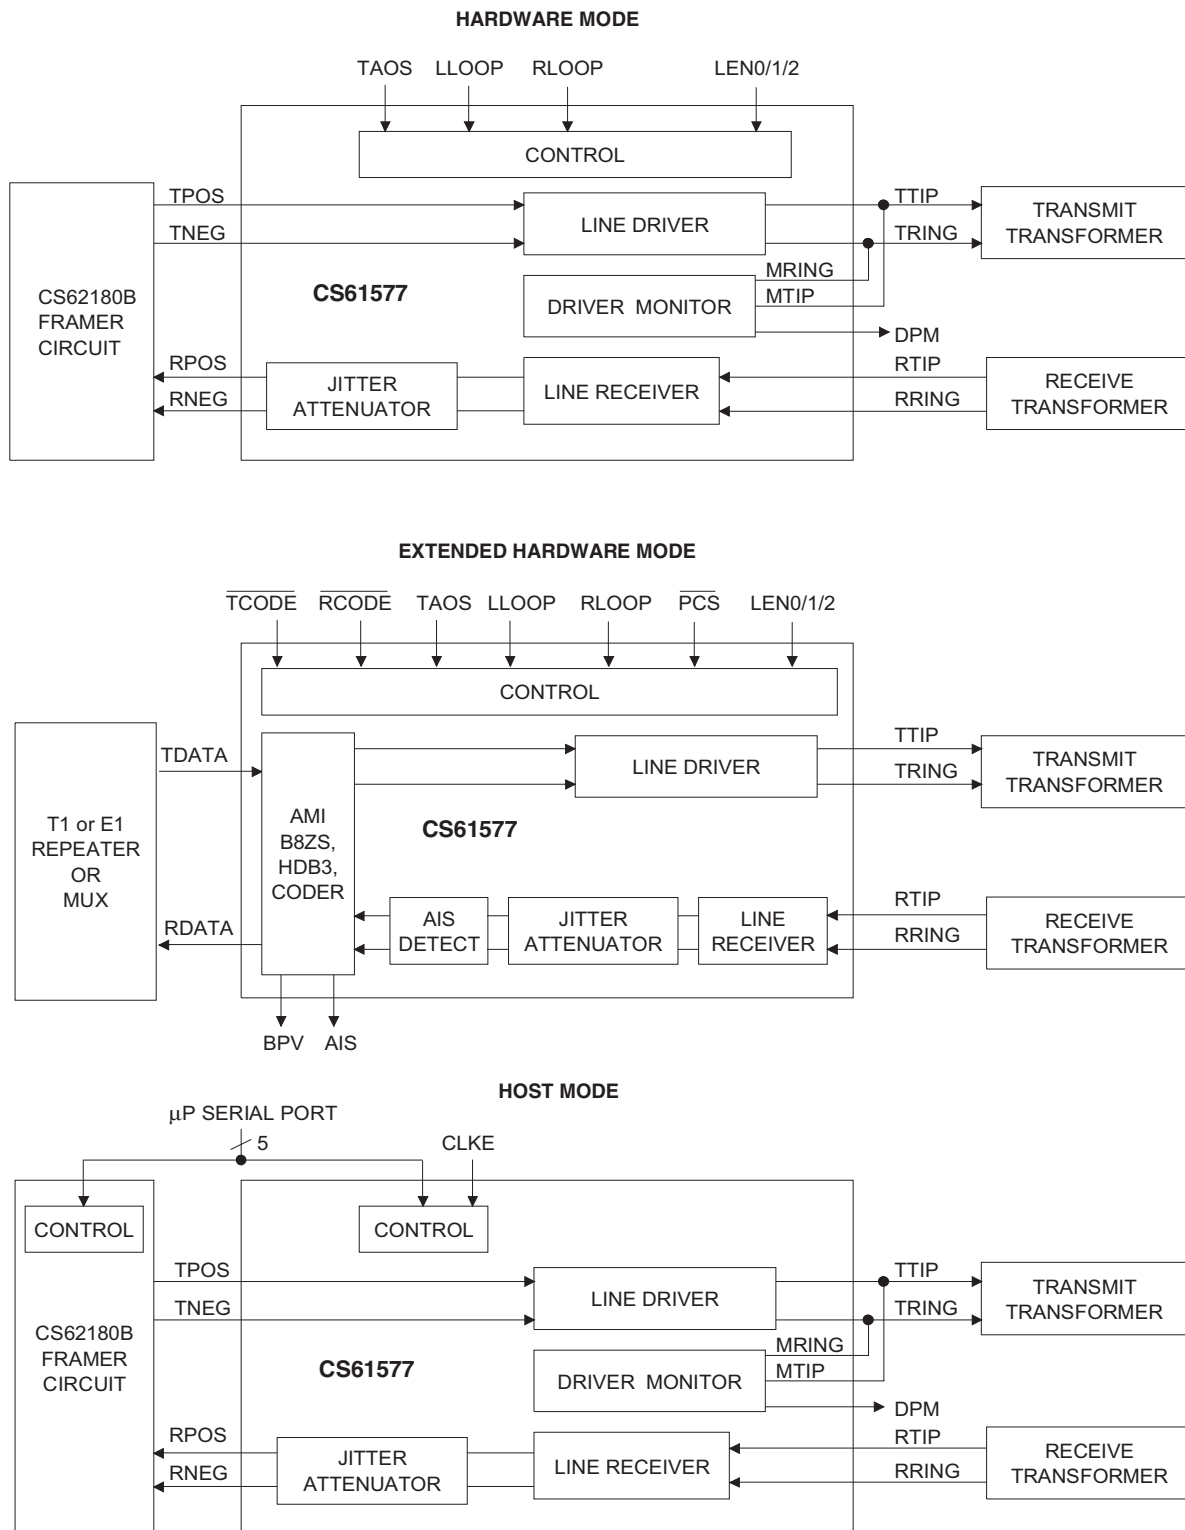 HARDWARE MODE
TAOS LLOOP RLOOP LEN0/1/2
CONTROL
TPOS
TNEG
LINE DRIVER
TTIP
TRING
TRANSMIT
TRANSFORMER
CS62180B
FRAMER
CIRCUIT
CS61577
MRING
MTIP
DRIVER MONITOR
DPM
RPOS
RNEG
JITTER
ATTENUATOR
LINE RECEIVER
RTIP
RRING
RECEIVE
TRANSFORMER
EXTENDED HARDWARE MODE
TCODE RCODE TAOS LLOOP RLOOP PCS LEN0/1/2
CONTROL
TDATA
LINE DRIVER
TTIP
TRING
TRANSMIT
TRANSFORMER
T1 or E1
REPEATER
OR
MUX
AMI
B8ZS,
HDB3,
CODER
CS61577
RDATA
AIS
DETECT
JITTER
ATTENUATOR
LINE
RECEIVER
RTIP
RRING
RECEIVE
TRANSFORMER
BPV AIS
HOST MODE
µP SERIAL PORT
5
CLKE
CONTROL
CONTROL
TPOS
TNEG
LINE DRIVER
TTIP
TRING
TRANSMIT
TRANSFORMER
CS62180B
FRAMER
CIRCUIT
CS61577
MRING
MTIP
DRIVER MONITOR
DPM
RPOS
RNEG
JITTER
ATTENUATOR
LINE RECEIVER
RTIP
RRING
RECEIVE
TRANSFORMER